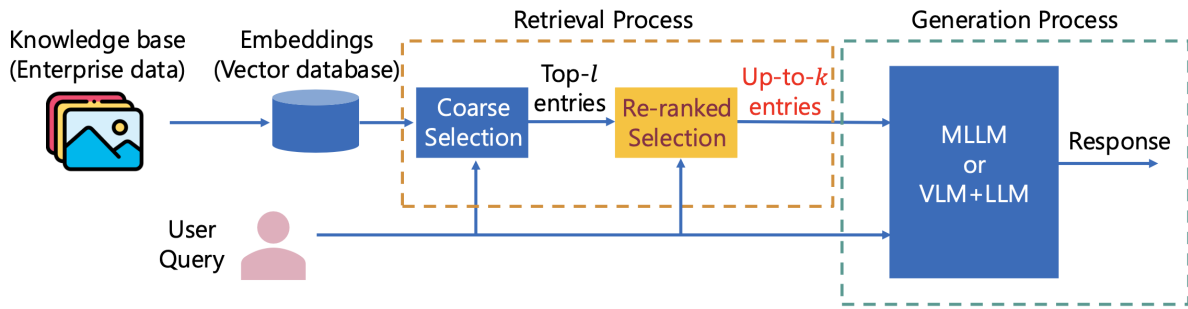 Retrieval Process
Generation Process
Knowledge base
(Enterprise data)
Embeddings
(Vector database)
Top-l
entries
Up-to-k
entries
Coarse
Selection
Re-ranked
Selection
MLLM
or
VLM+LLM
Response
User
Query